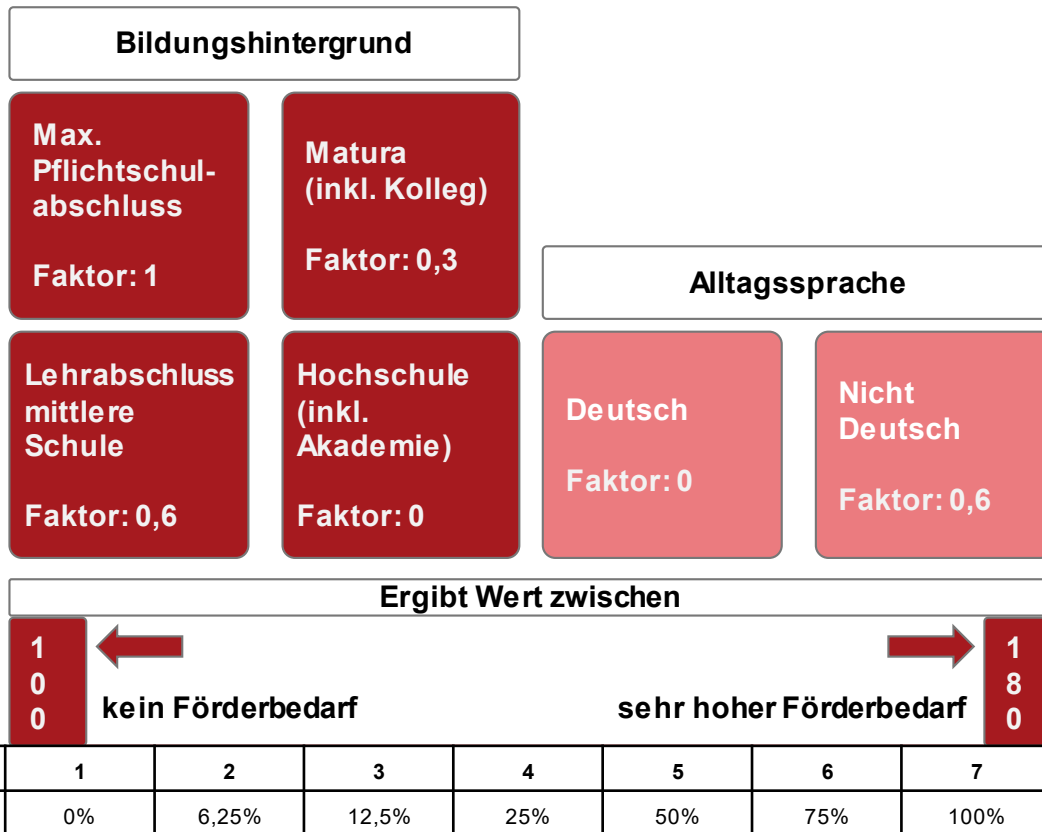 Bildungshintergrund
Max.
Pflichtschul-
abschluss
Faktor: 1
Matura
(inkl. Kolleg)
Faktor: 0,3
Lehrabschluss
mittlere
Schule
Faktor: 0,6
Hochschule
(inkl.
Akademie)
Faktor: 0
Alltagssprache
Deutsch
Faktor: 0
Nicht
Deutsch
Faktor: 0,6
Ergibt Wert zwischen
1
0
0
kein Förderbedarf
sehr hoher Förderbedarf
1
8
0
1 2 3 4 5 6 7
0% 6,25% 12,5% 25% 50% 75% 100%